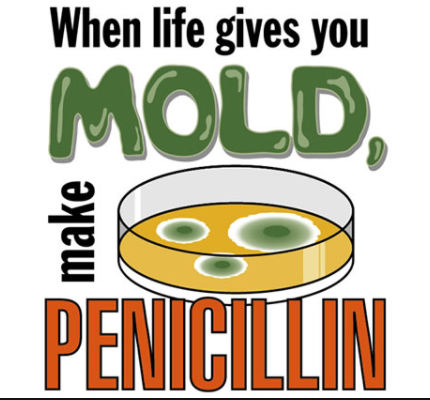 When life gives you
MOLD,
make
PENICILLIN